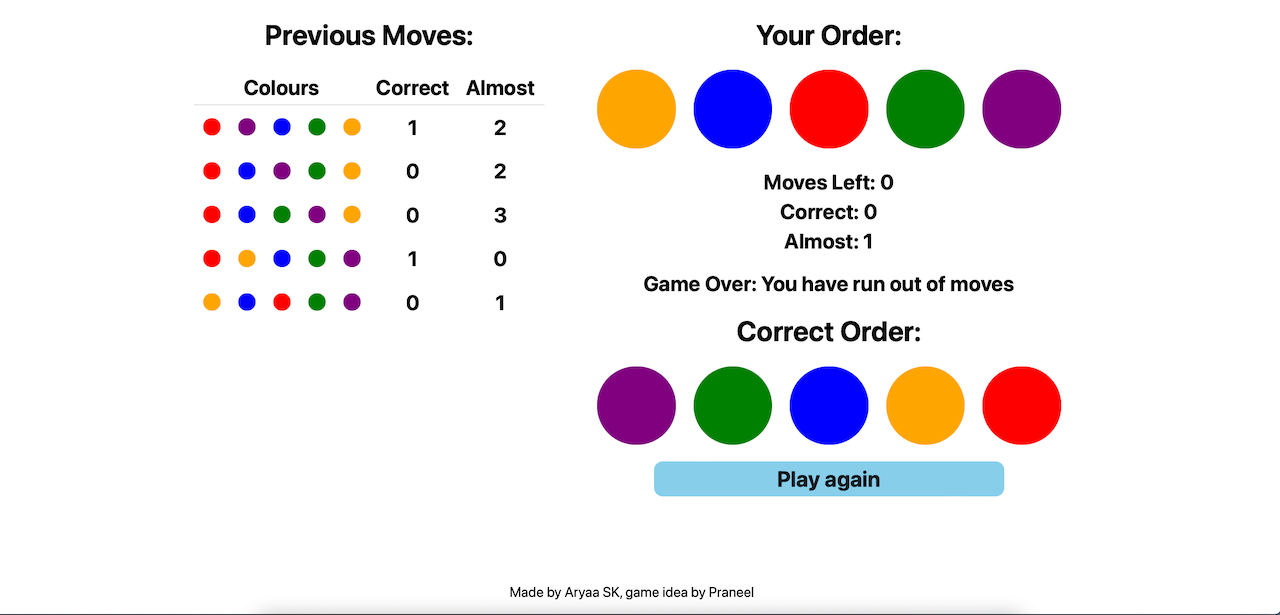 Previous Moves:
Colours Correct Almost
1 2
0 2
0 3
1 0
0 1
Your Order:
Moves Left: 0
Correct: 0
Almost: 1
Game Over: You have run out of moves
Correct Order:
Play again
Made by Aryaa SK, game idea by Praneel